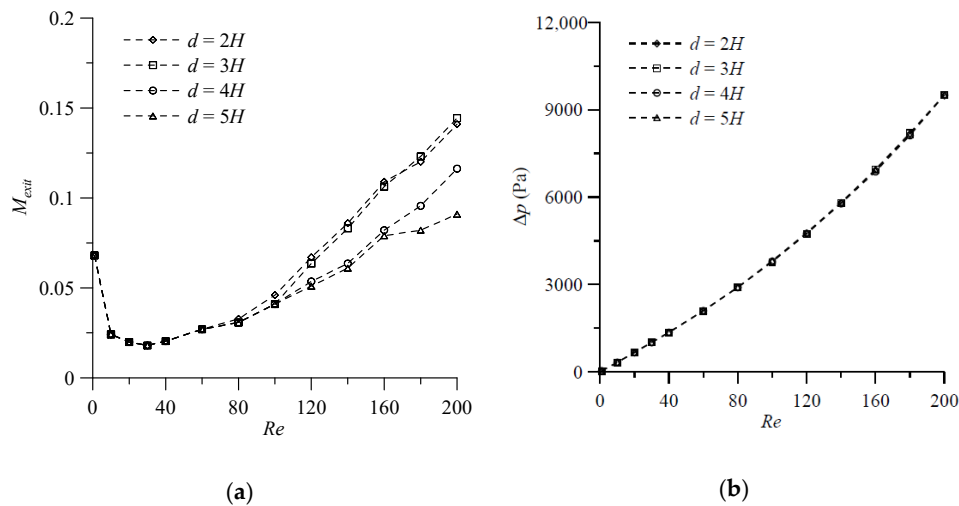 0.2
0.15
0.1
0.05
0
M_exit
d = 2H
d = 3H
d = 4H
d = 5H
0 40 80 120 160 200
Re
(a)
12,000
9000
6000
3000
0
Δp (Pa)
d = 2H
d = 3H
d = 4H
d = 5H
0 40 80 120 160 200
Re
(b)